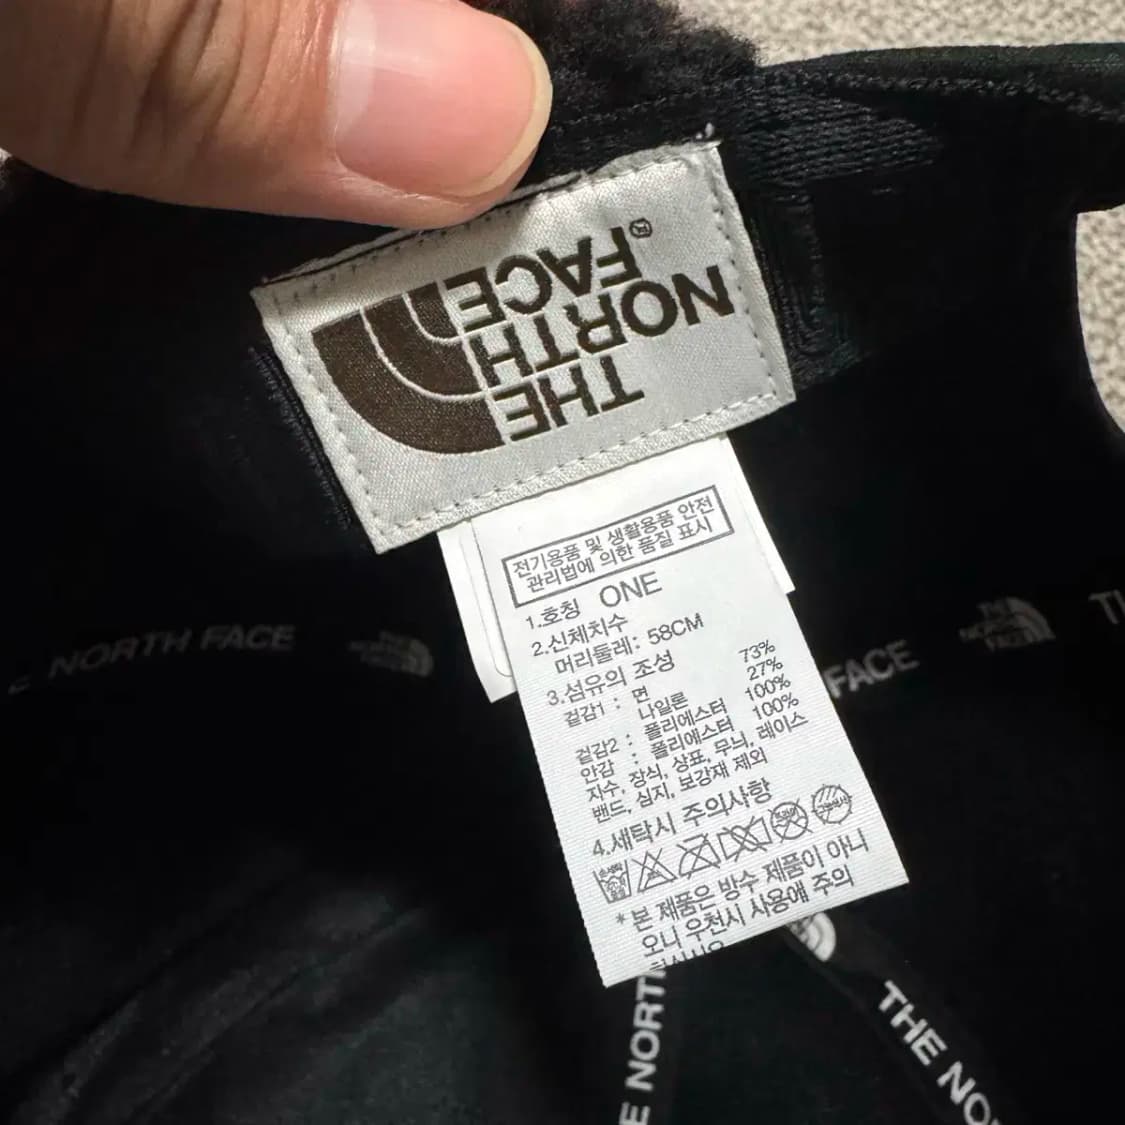 THE
NORTH
FACE®
전기용품 및 생활용품 안전
관리법에 의한 품질 표시
1.호칭 ONE
2.신체치수
머리둘레: 58CM
3.섬유의 조성
겉감1 : 면 73%
나일론 27%
겉감2 : 폴리에스터 100%
안감 : 폴리에스터 100%
자수, 장식, 상표, 무늬, 레이스
밴드, 심지, 보강재 제외
4.세탁시 주의사항
*본 제품은 방수 제품이 아니
오니 우천시 사용에 주의
NORTH FACE
THE
NORTH
FACE
FACE
THE
NORTH
FACE
TH
E NORT
THE NO